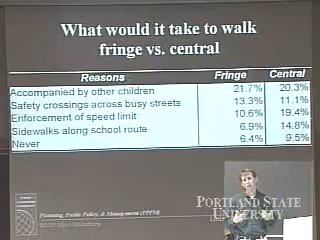 What would it take to walk
fringe vs. central
Reasons Fringe Central
Accompanied by other children 21.7% 20.3%
Safety crossings across busy streets 13.3% 11.1%
Enforcement of speed limit 10.6% 19.4%
Sidewalks along school route 6.9% 14.8%
Never 6.4% 9.5%
Planning, Public Policy, & Management (PPPM)
PORTLAND STATE
UNIVERSITY